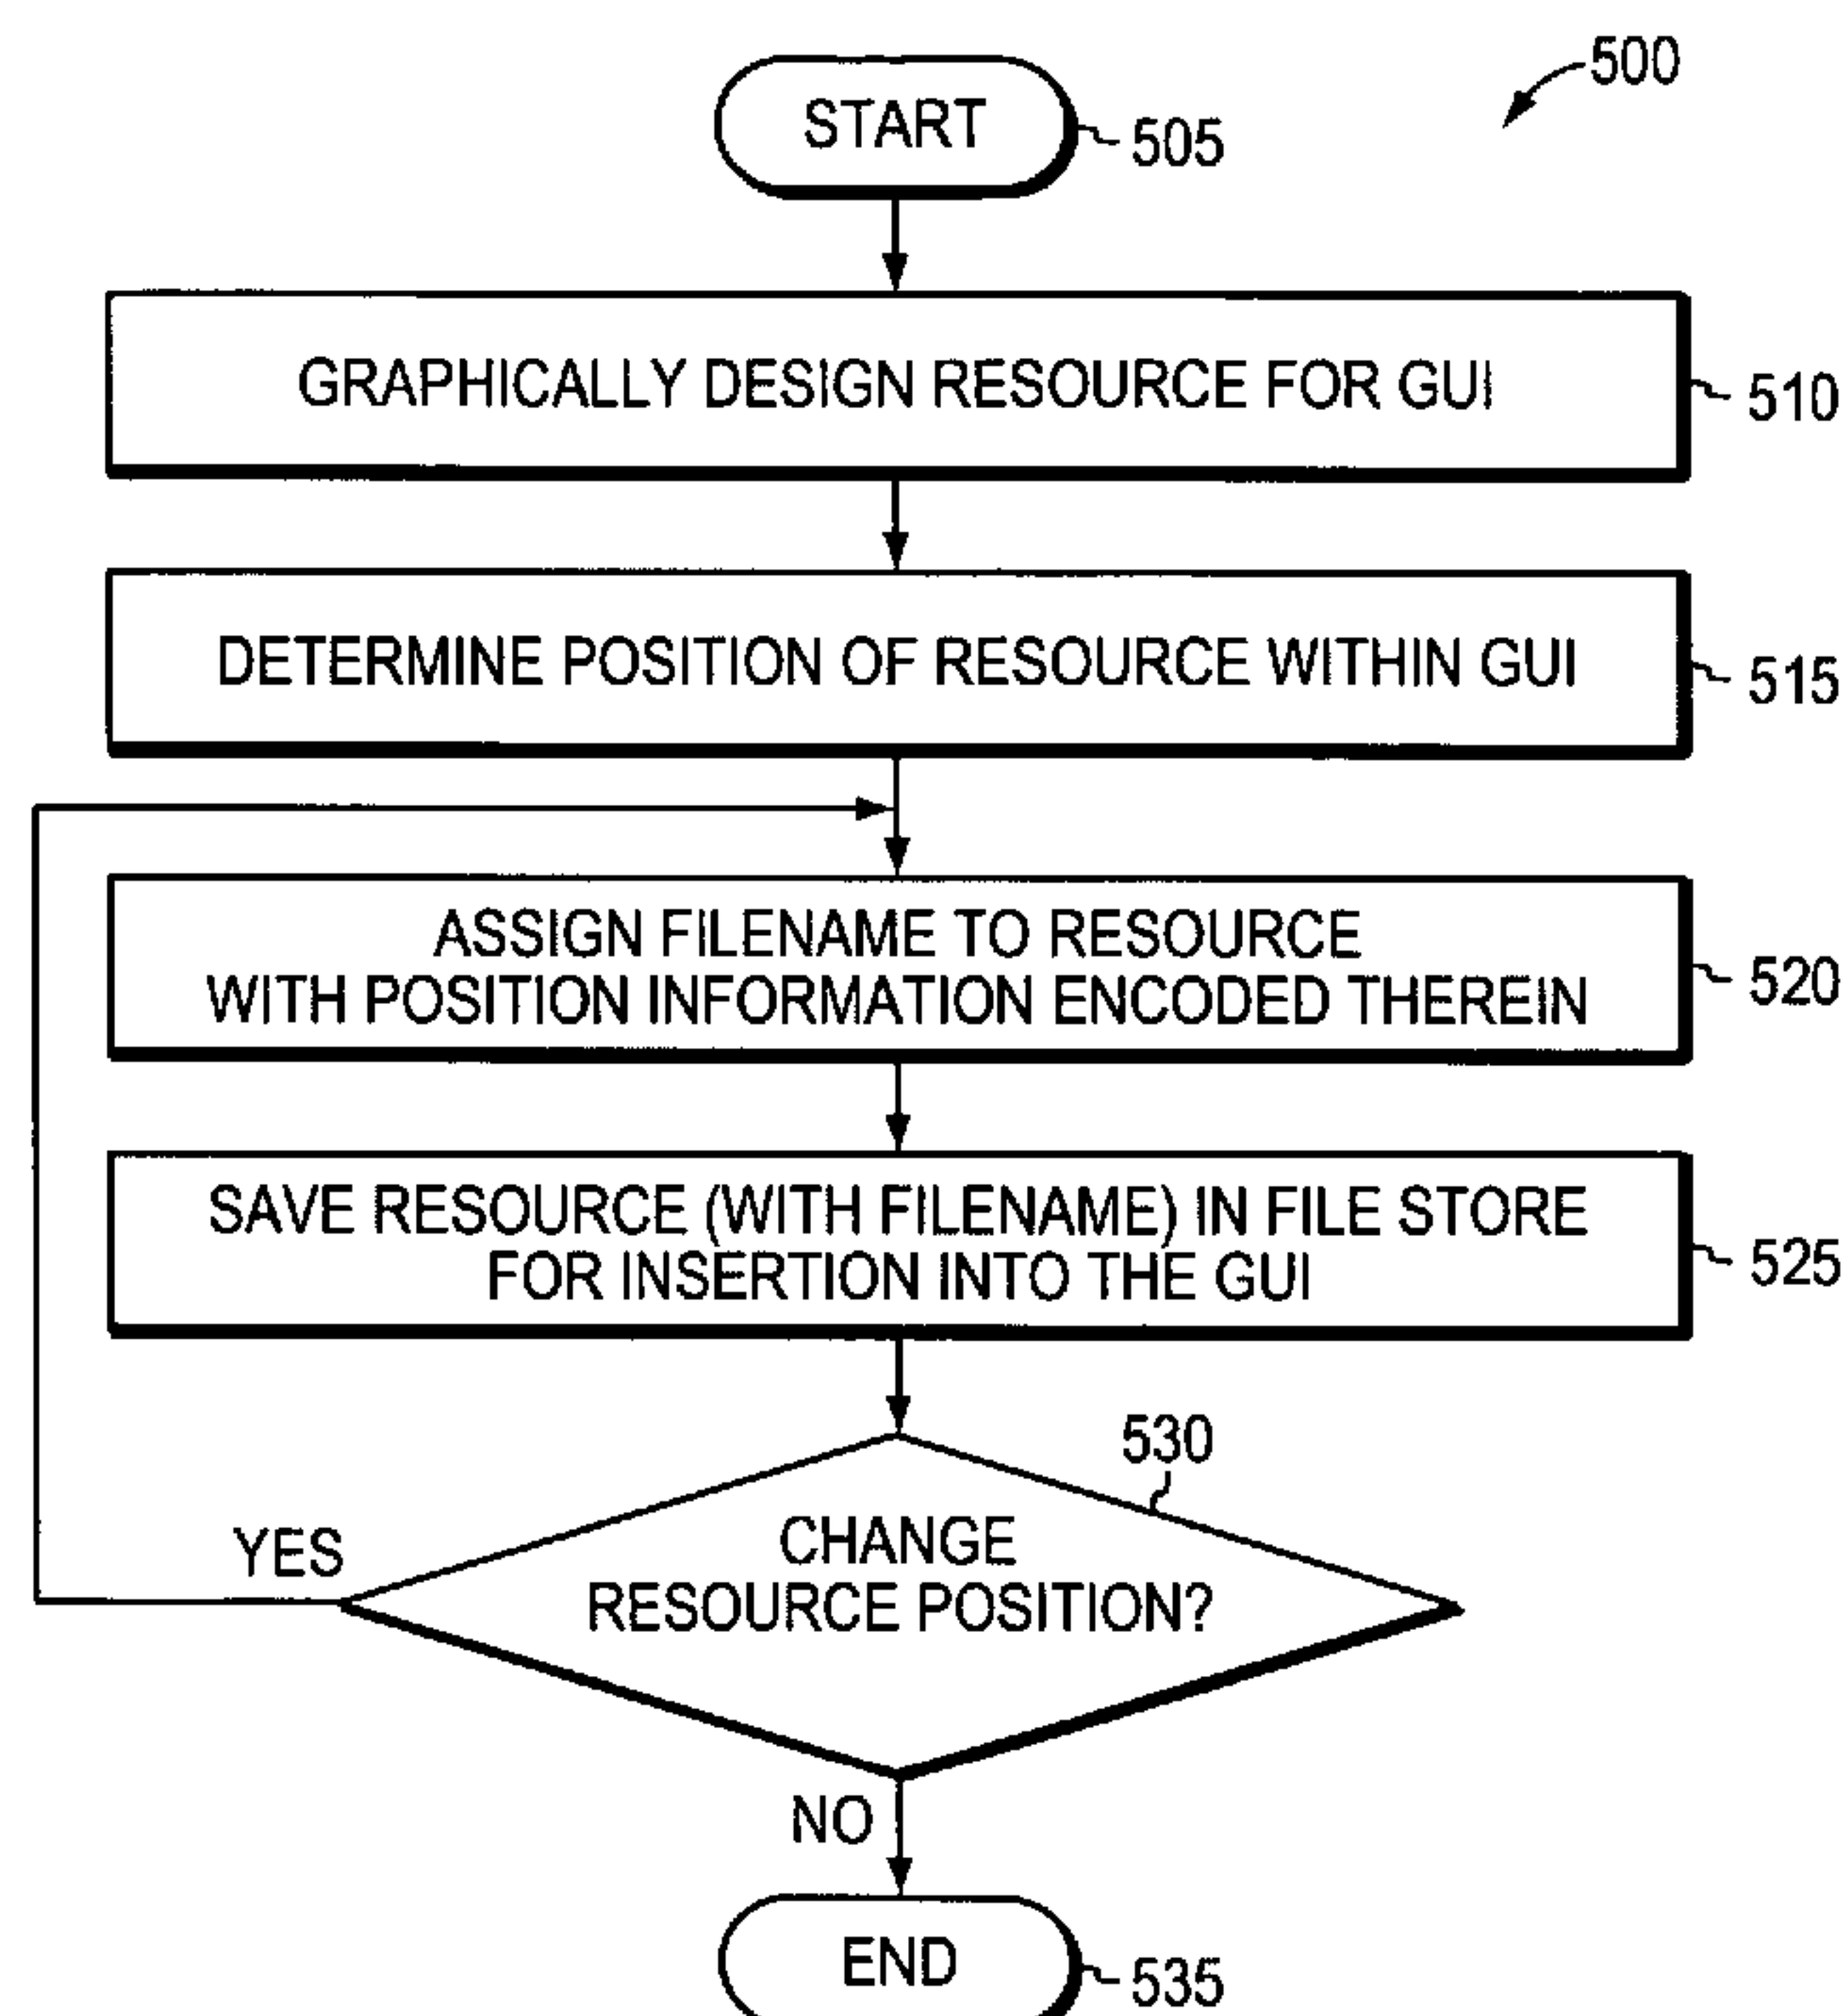 500
START
505
GRAPHICALLY DESIGN RESOURCE FOR GUI
510
DETERMINE POSITION OF RESOURCE WITHIN GUI
515
ASSIGN FILENAME TO RESOURCE
WITH POSITION INFORMATION ENCODED THEREIN
520
SAVE RESOURCE (WITH FILENAME) IN FILE STORE
FOR INSERTION INTO THE GUI
525
530
CHANGE
RESOURCE POSITION?
YES
NO
END
535